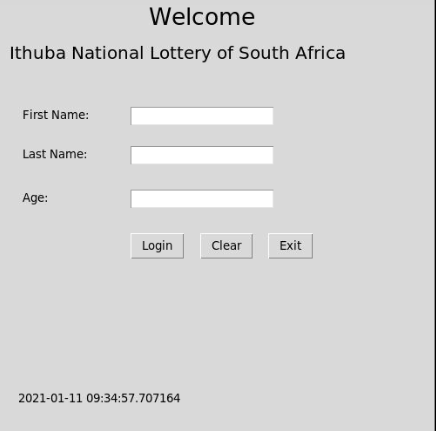 Welcome
Ithuba National Lottery of South Africa
First Name:
Last Name:
Age:
Login Clear Exit
2021-01-11 09:34:57.707164